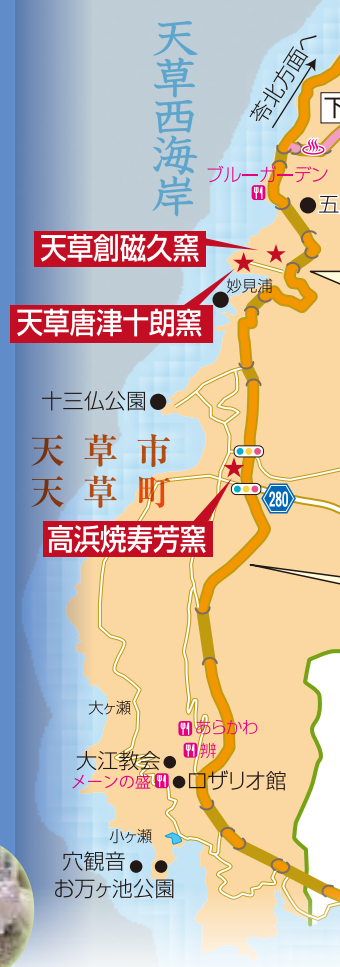 天草西海岸
苓北方面へ
下
ブルーガーデン
五
天草創磁久窯
妙見浦
天草唐津十朗窯
十三仏公園
天草市
天草町
280
高浜焼寿芳窯
大ヶ瀬
あらかわ
辨
大江教会
メーンの盛
ロザリオ館
小ヶ瀬
穴観音
お万ヶ池公園